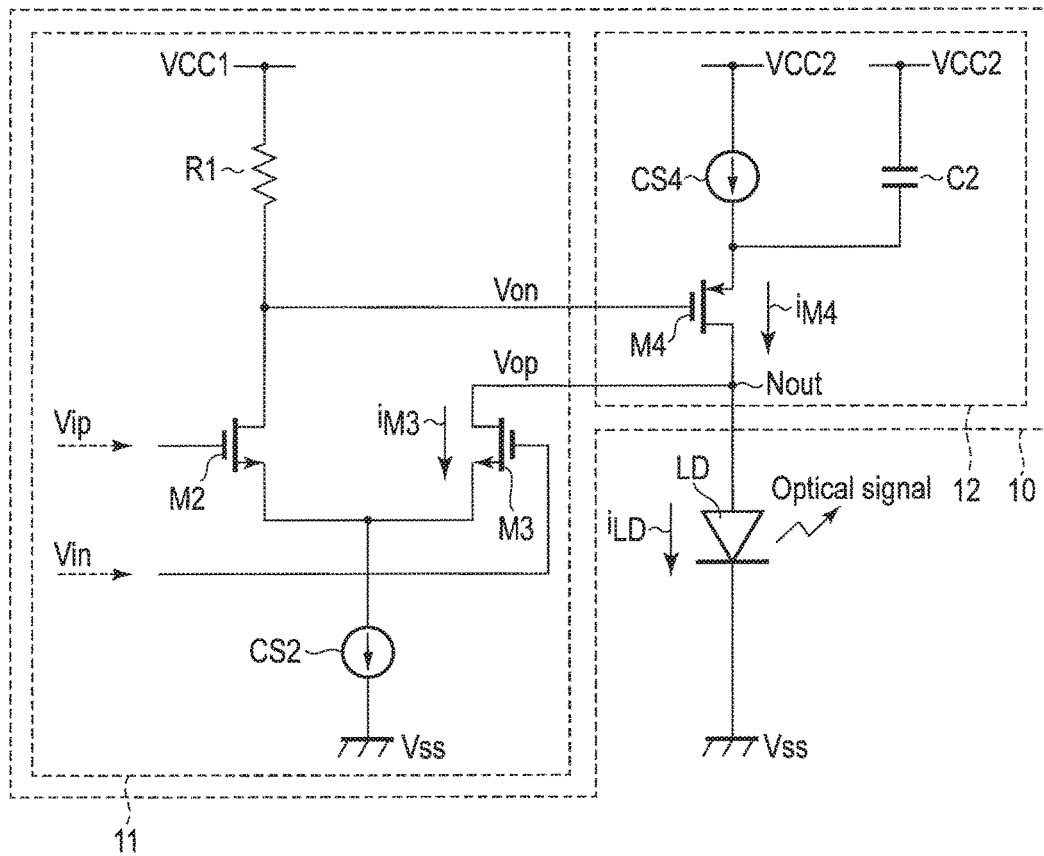 VCC1
VCC2
VCC2
R1
CS4
C2
Von
M4
iM4
Vop
Nout
Vip
iM3
M2
M3
LD
Optical signal
12
10
Vin
iLD
CS2
Vss
Vss
11